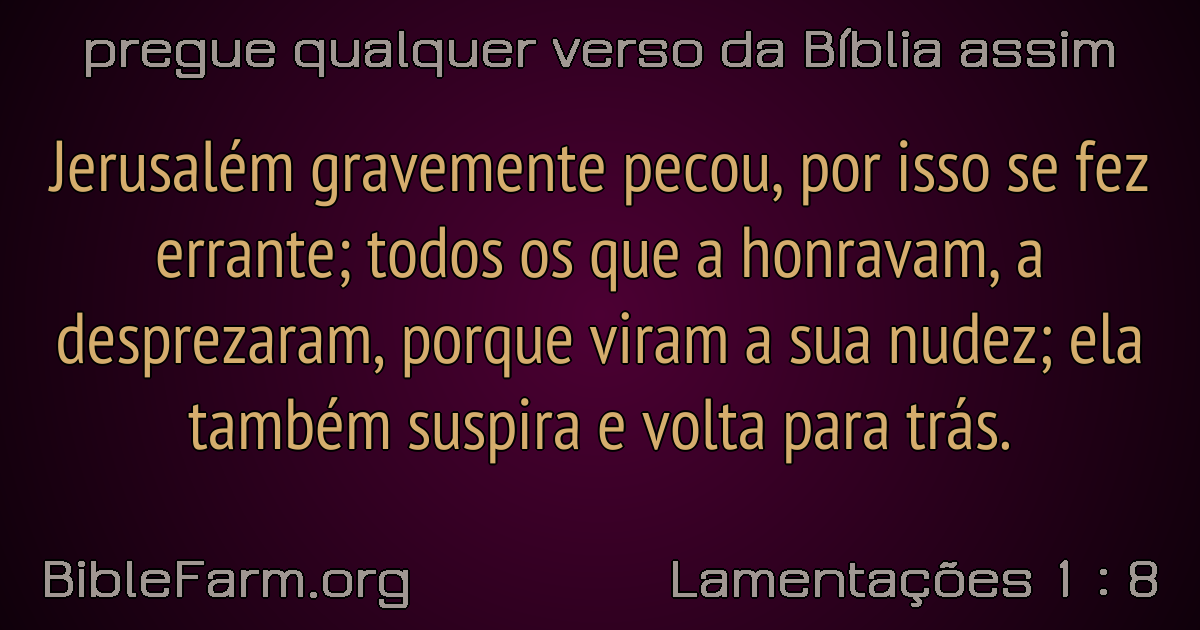 pregue qualquer verso da Bíblia assim
Jerusalém gravemente pecou, por isso se fez
errante; todos os que a honravam, a
desprezaram, porque viram a sua nudez; ela
também suspira e volta para trás.
BibleFarm.org
Lamentações 1 : 8